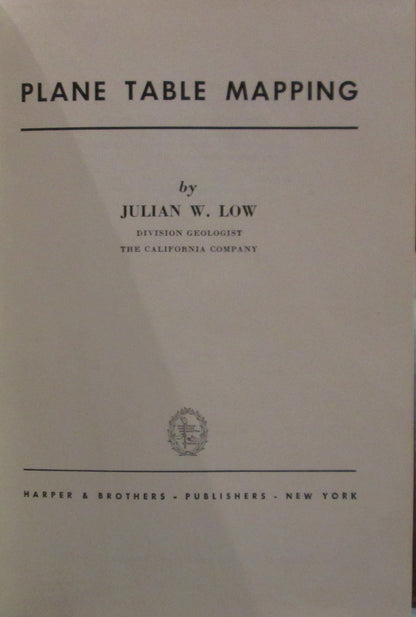 PLANE TABLE MAPPING
by
JULIAN W. LOW
DIVISION GEOLOGIST
THE CALIFORNIA COMPANY
HARPER & BROTHERS - PUBLISHERS - NEW YORK